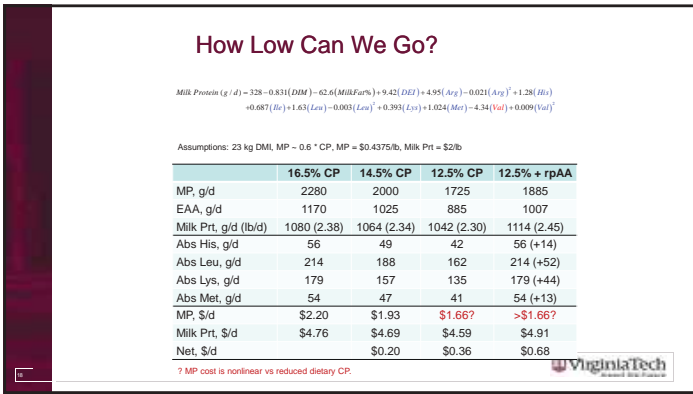 How Low Can We Go?
Milk Protein (g / d) = 328 − 0.831(DIM) − 62.6(MilkFat%) + 9.42(DEI) + 4.95(Arg) − 0.021(Arg)² + 1.28(His)
+0.687(Ile) + 1.63(Leu) − 0.003(Leu)² + 0.393(Lys) + 1.024(Met) − 4.34(Val) + 0.009(Val)²
Assumptions: 23 kg DMI, MP ~ 0.6 * CP, MP = $0.4375/lb, Milk Prt = $2/lb
16.5% CP 14.5% CP 12.5% CP 12.5% + rpAA
MP, g/d 2280 2000 1725 1885
EAA, g/d 1170 1025 885 1007
Milk Prt, g/d (lb/d) 1080 (2.38) 1064 (2.34) 1042 (2.30) 1114 (2.45)
Abs His, g/d 56 49 42 56 (+14)
Abs Leu, g/d 214 188 162 214 (+52)
Abs Lys, g/d 179 157 135 179 (+44)
Abs Met, g/d 54 47 41 54 (+13)
MP, $/d $2.20 $1.93 $1.66? >$1.66?
Milk Prt, $/d $4.76 $4.69 $4.59 $4.91
Net, $/d $0.20 $0.36 $0.68
? MP cost is nonlinear vs reduced dietary CP.
VirginiaTech